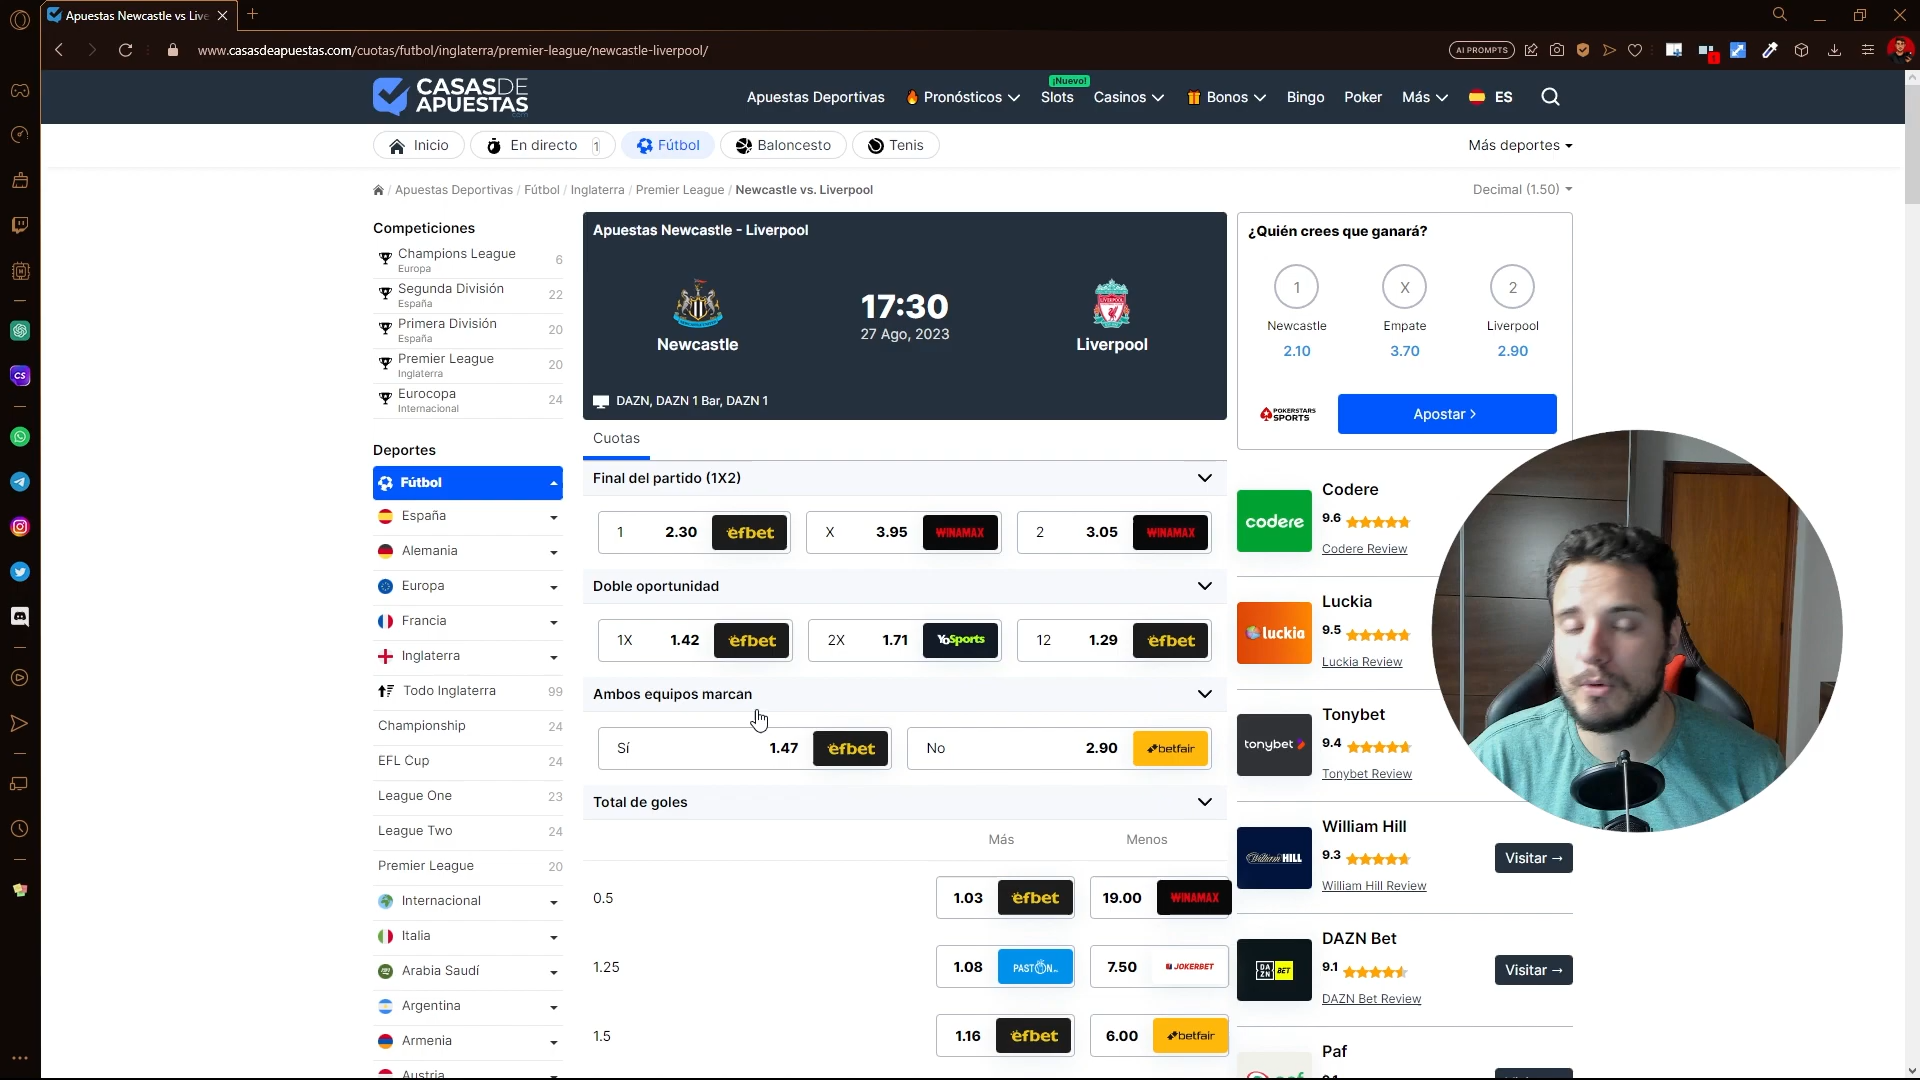 Apuestas Newcastle vs Live
www.casasdeapuestas.com/cuotas/futbol/inglaterra/premier-league/newcastle-liverpool/
AI PROMPTS
1
CASASDE
APUESTAS
.com
Apuestas Deportivas
Pronósticos
¡Nuevo!
Slots
Casinos
Bonos
Bingo
Poker
Más
ES
Inicio
En directo 1
Fútbol
Baloncesto
Tenis
Más deportes
Apuestas Deportivas / Fútbol / Inglaterra / Premier League / Newcastle vs. Liverpool
Decimal (1.50)
Competiciones
Champions League 6
Europa
Segunda División 22
España
Primera División 20
España
Premier League 20
Inglaterra
Eurocopa 24
Internacional
Deportes
Fútbol
España
Alemania
Europa
Francia
Inglaterra
Todo Inglaterra 99
Championship 24
EFL Cup 24
League One 23
League Two 24
Premier League 20
Internacional
Italia
Arabia Saudí
Argentina
Armenia
Austria
Apuestas Newcastle - Liverpool
17:30
27 Ago, 2023
Newcastle
Liverpool
DAZN, DAZN 1 Bar, DAZN 1
Cuotas
Final del partido (1X2)
1 2.30 efbet
X 3.95 WINAMAX
2 3.05 WINAMAX
Doble oportunidad
1X 1.42 efbet
2X 1.71 YoSports
12 1.29 efbet
Ambos equipos marcan
Sí 1.47 efbet
No 2.90 betfair
Total de goles
Más Menos
0.5 1.03 efbet 19.00 WINAMAX
1.25 1.08 PASTON 7.50 JOKERBET
1.5 1.16 efbet 6.00 betfair
¿Quién crees que ganará?
1 X 2
Newcastle Empate Liverpool
2.10 3.70 2.90
POKERSTARS
SPORTS
Apostar >
codere
Codere
9.6
Codere Review
luckia
Luckia
9.5
Luckia Review
tonybet
Tonybet
9.4
Tonybet Review
William HILL
William Hill
9.3
William Hill Review
Visitar →
DA
ZN
BET
DAZN Bet
9.1
DAZN Bet Review
Visitar →
Paf
CS